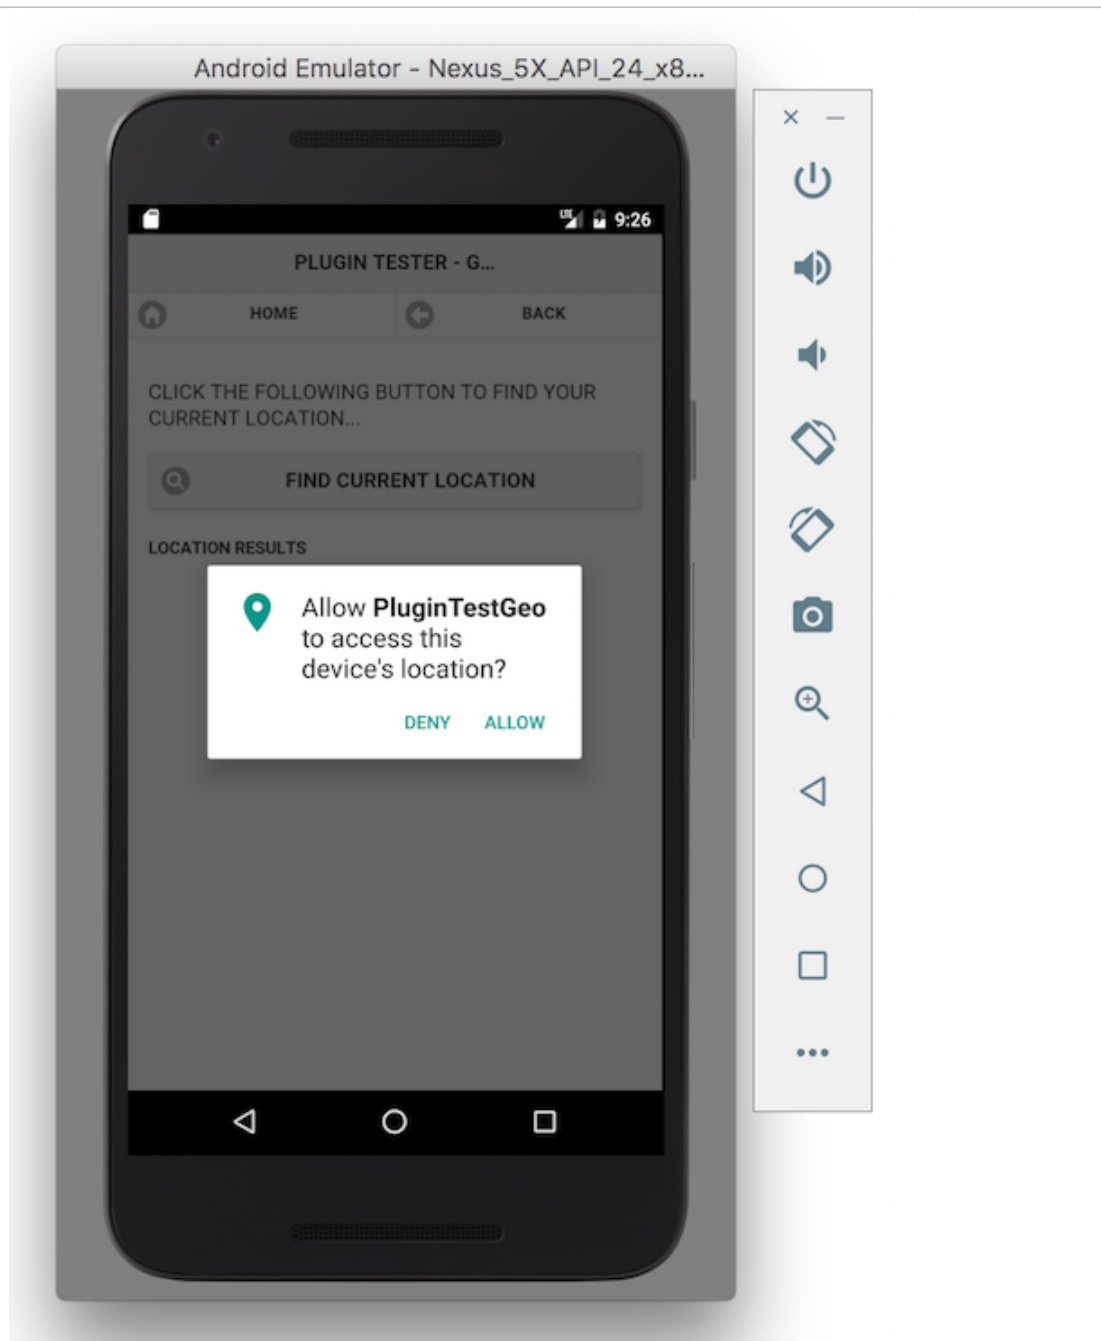 Android Emulator - Nexus_5X_API_24_x8...
LTE 9:26
PLUGIN TESTER - G...
HOME BACK
CLICK THE FOLLOWING BUTTON TO FIND YOUR
CURRENT LOCATION...
FIND CURRENT LOCATION
LOCATION RESULTS
Allow PluginTestGeo
to access this
device's location?
DENY ALLOW